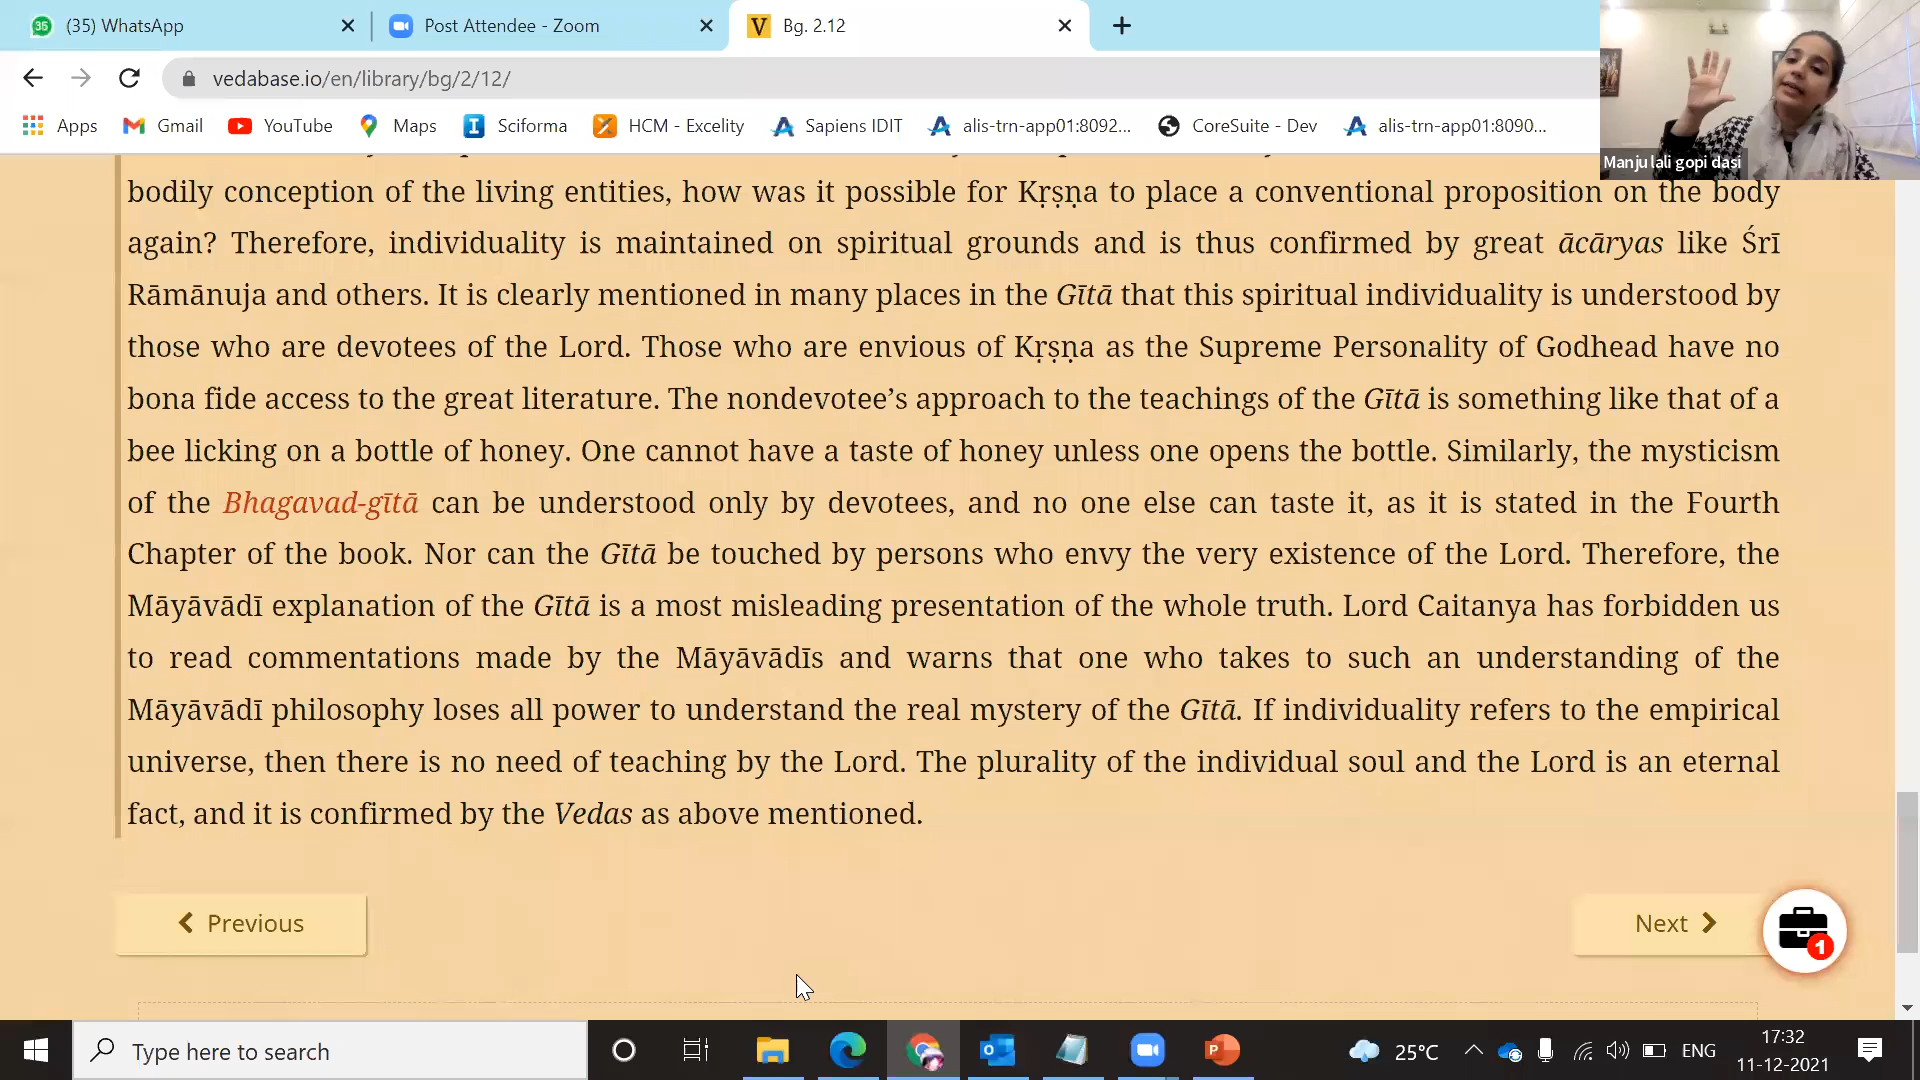 (35) WhatsApp
Post Attendee - Zoom
Bg. 2.12
vedabase.io/en/library/bg/2/12/
Apps
Gmail
YouTube
Maps
Sciforma
HCM - Excelity
Sapiens IDIT
alis-trn-app01:8092...
CoreSuite - Dev
alis-trn-app01:8090...
Manju lali gopi dasi
bodily conception of the living entities, how was it possible for Kṛṣṇa to place a conventional proposition on the body
again? Therefore, individuality is maintained on spiritual grounds and is thus confirmed by great ācāryas like Śrī
Rāmānuja and others. It is clearly mentioned in many places in the Gītā that this spiritual individuality is understood by
those who are devotees of the Lord. Those who are envious of Kṛṣṇa as the Supreme Personality of Godhead have no
bona fide access to the great literature. The nondevotee’s approach to the teachings of the Gītā is something like that of a
bee licking on a bottle of honey. One cannot have a taste of honey unless one opens the bottle. Similarly, the mysticism
of the Bhagavad-gītā can be understood only by devotees, and no one else can taste it, as it is stated in the Fourth
Chapter of the book. Nor can the Gītā be touched by persons who envy the very existence of the Lord. Therefore, the
Māyāvādī explanation of the Gītā is a most misleading presentation of the whole truth. Lord Caitanya has forbidden us
to read commentations made by the Māyāvādīs and warns that one who takes to such an understanding of the
Māyāvādī philosophy loses all power to understand the real mystery of the Gītā. If individuality refers to the empirical
universe, then there is no need of teaching by the Lord. The plurality of the individual soul and the Lord is an eternal
fact, and it is confirmed by the Vedas as above mentioned.
Previous
Next
1
Type here to search
25°C
ENG
17:32
11-12-2021